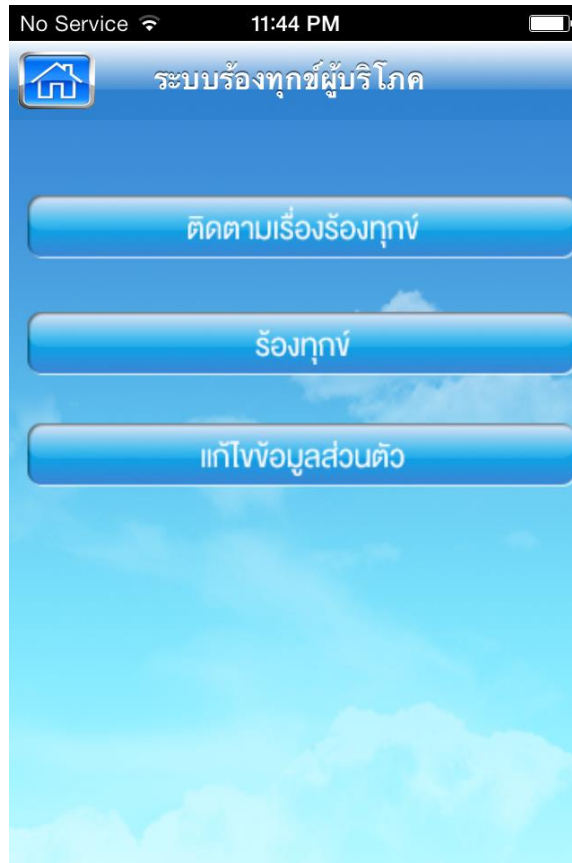 No Service 11:44 PM
ระบบร้องทุกข์ผู้บริโภค
ติดตามเรื่องร้องทุกข์
ร้องทุกข์
แก้ไขข้อมูลส่วนตัว